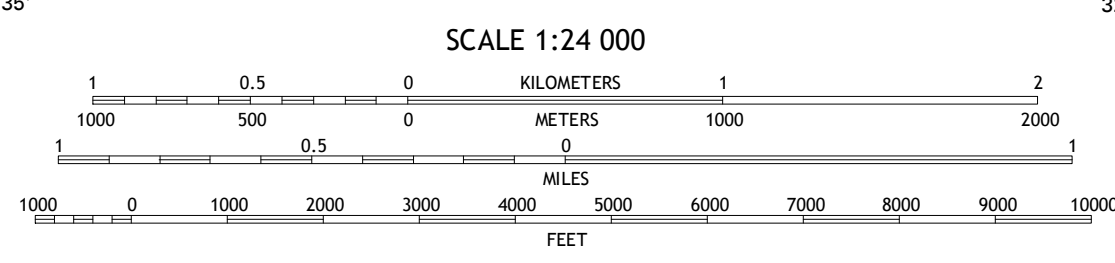 35'
SCALE 1:24 000
1 0.5 0 KILOMETERS 1 2
1000 500 0 METERS 1000 2000
1 0.5 0 1
MILES
1000 0 1000 2000 3000 4000 5000 6000 7000 8000 9000 10000
FEET